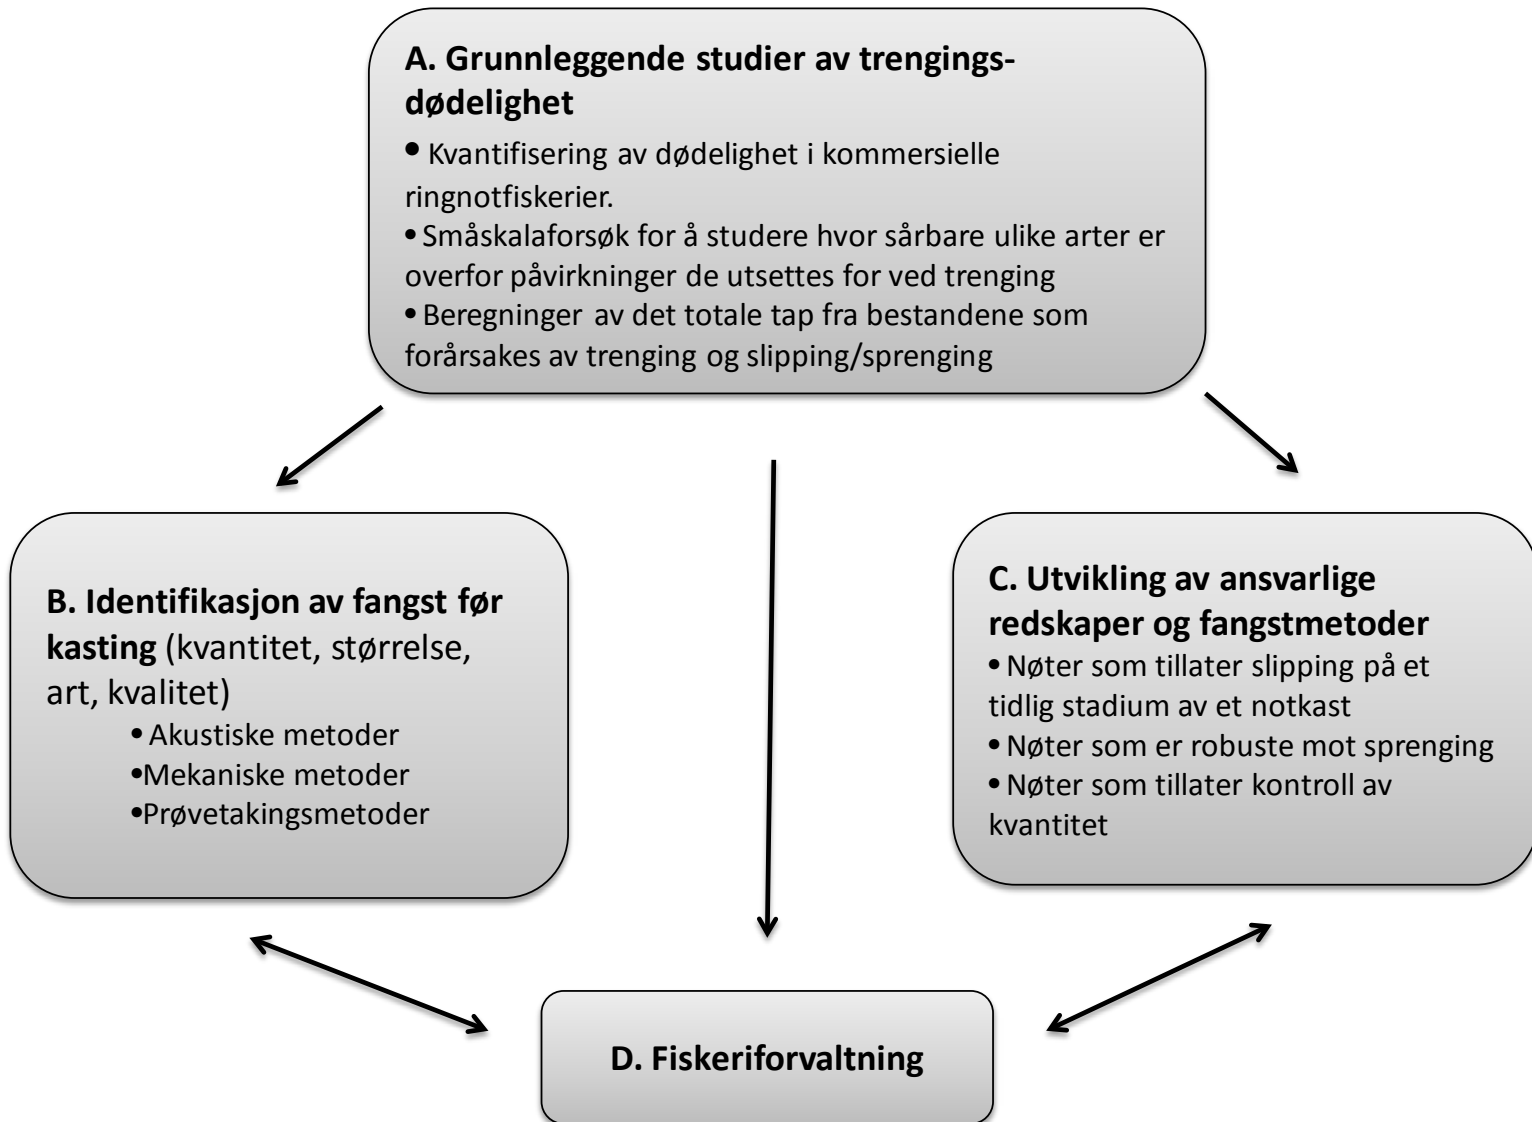 A. Grunnleggende studier av trengings-
dødelighet
• Kvantifisering av dødelighet i kommersielle
ringnotfiskerier.
• Småskalaforsøk for å studere hvor sårbare ulike arter er
overfor påvirkninger de utsettes for ved trenging
• Beregninger av det totale tap fra bestandene som
forårsakes av trenging og slipping/sprenging
B. Identifikasjon av fangst før
kasting (kvantitet, størrelse,
art, kvalitet)
• Akustiske metoder
•Mekaniske metoder
•Prøvetakingsmetoder
C. Utvikling av ansvarlige
redskaper og fangstmetoder
• Nøter som tillater slipping på et
tidlig stadium av et notkast
• Nøter som er robuste mot sprenging
• Nøter som tillater kontroll av
kvantitet
D. Fiskeriforvaltning